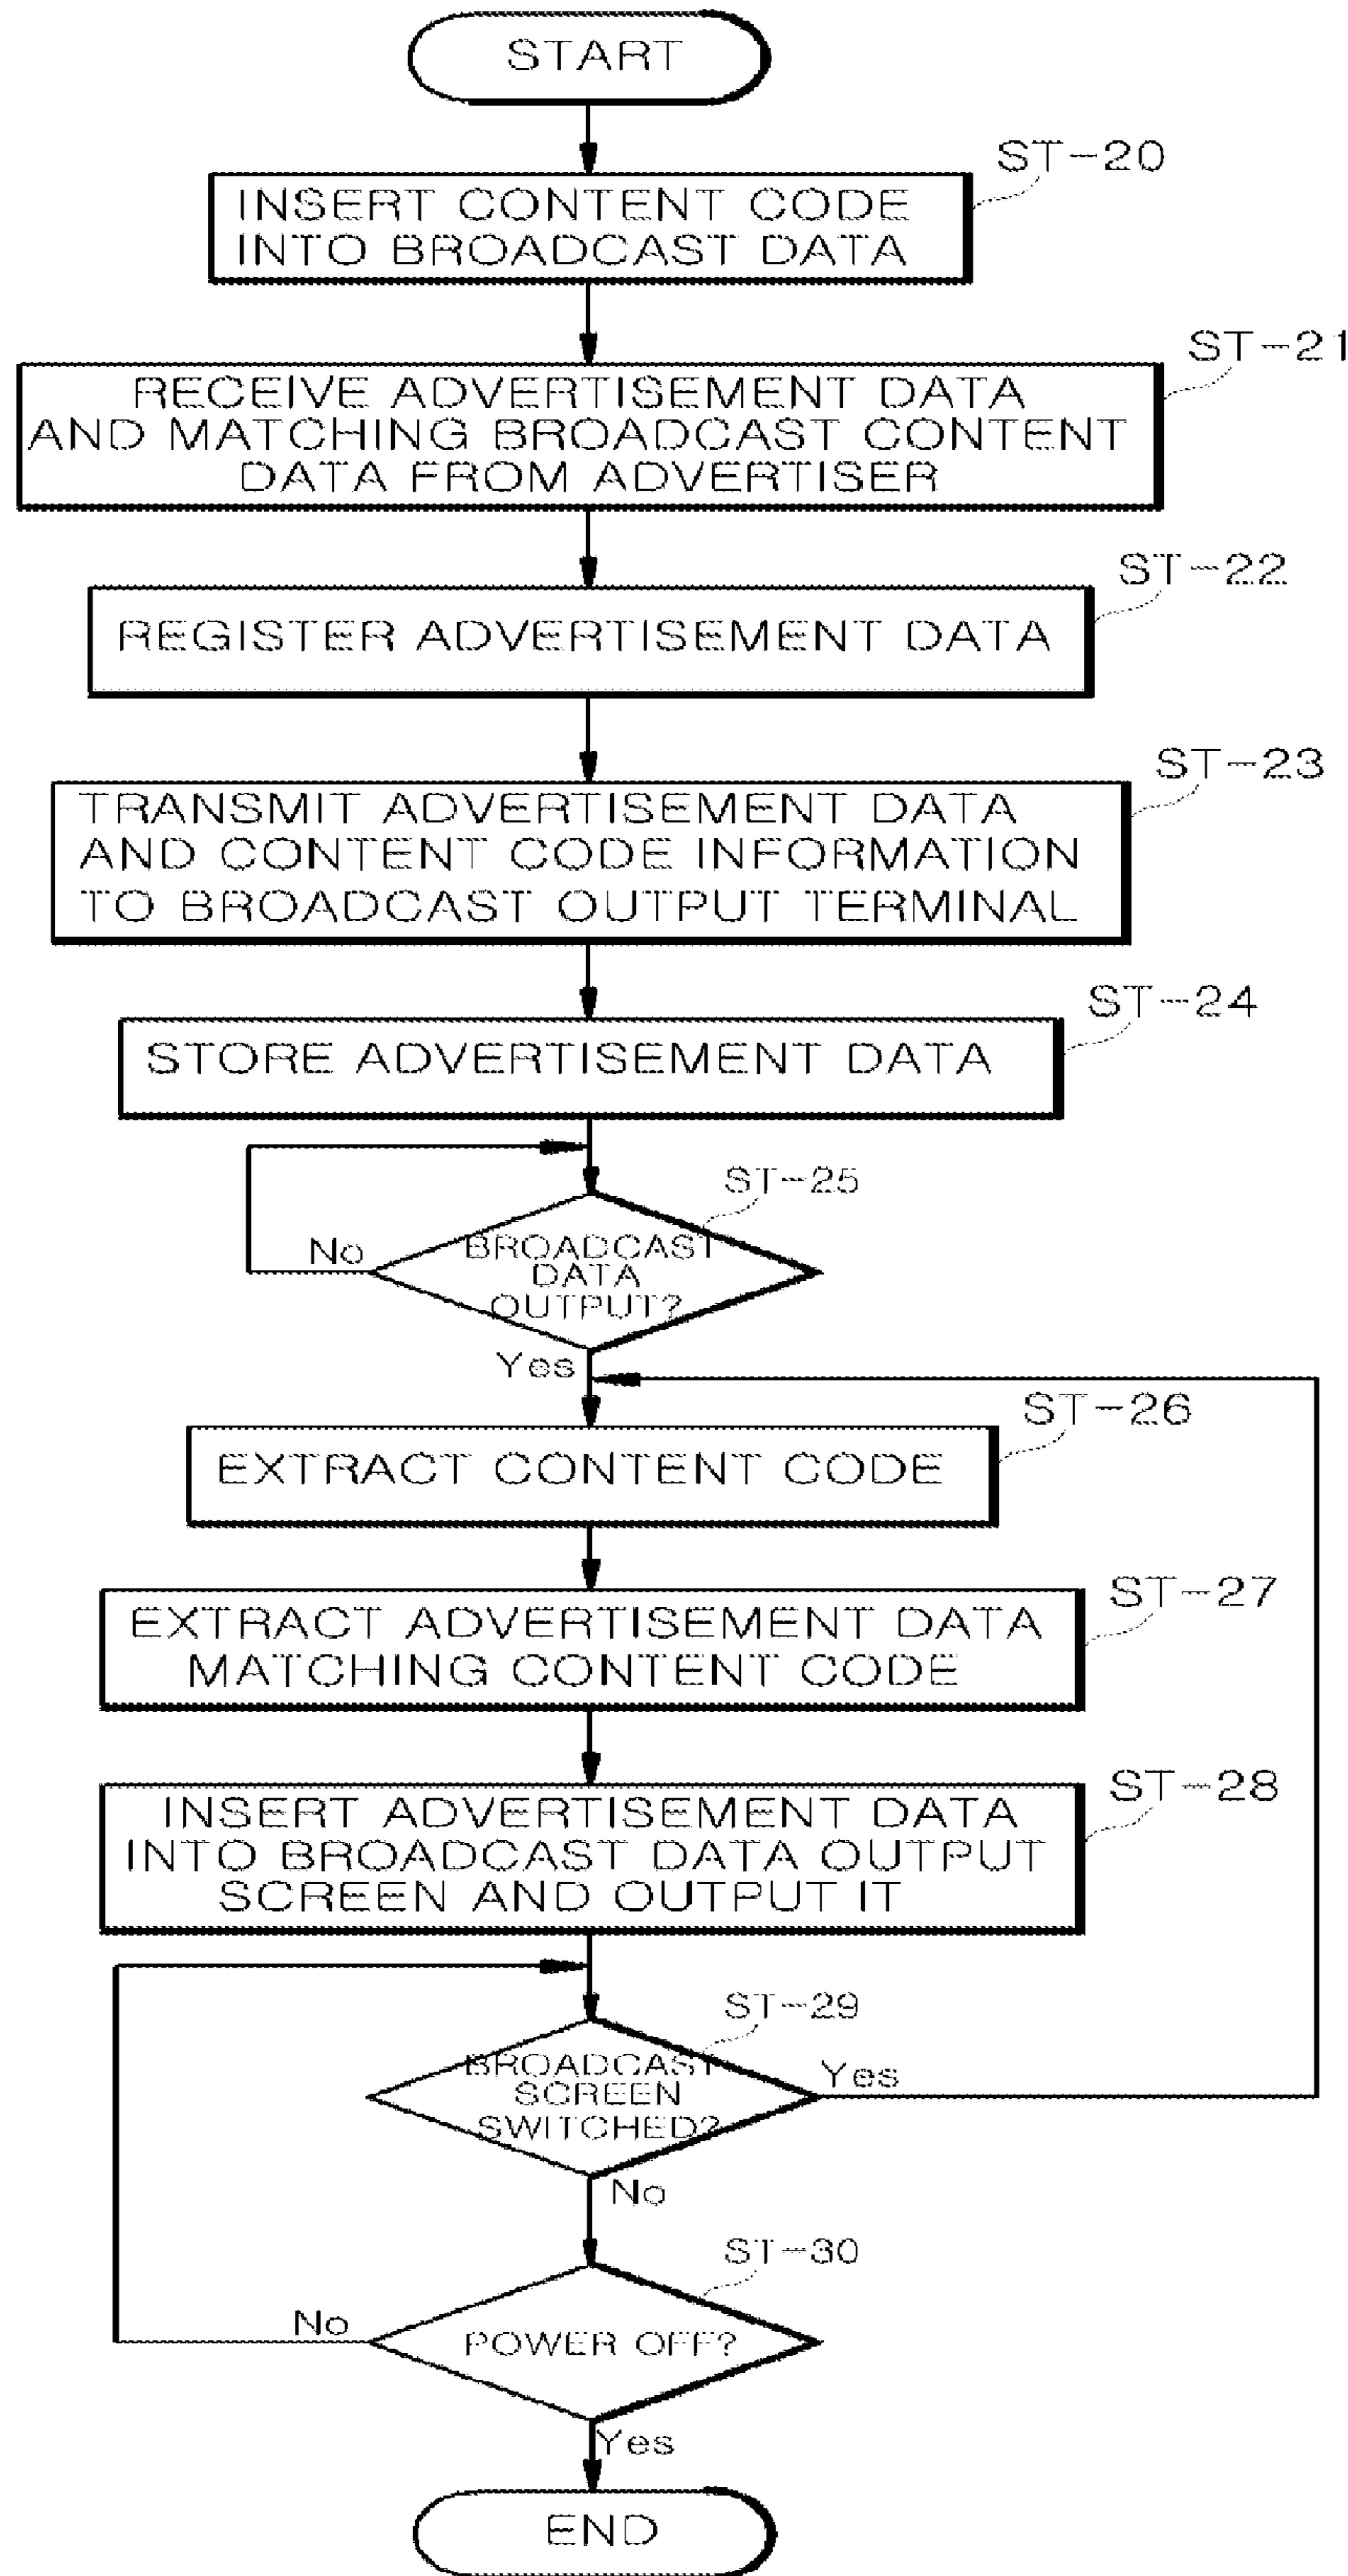 START
ST-20
INSERT CONTENT CODE
INTO BROADCAST DATA
ST-21
RECEIVE ADVERTISEMENT DATA
AND MATCHING BROADCAST CONTENT
DATA FROM ADVERTISER
ST-22
REGISTER ADVERTISEMENT DATA
ST-23
TRANSMIT ADVERTISEMENT DATA
AND CONTENT CODE INFORMATION
TO BROADCAST OUTPUT TERMINAL
ST-24
STORE ADVERTISEMENT DATA
ST-25
No
BROADCAST
DATA
OUTPUT?
Yes
ST-26
EXTRACT CONTENT CODE
ST-27
EXTRACT ADVERTISEMENT DATA
MATCHING CONTENT CODE
ST-28
INSERT ADVERTISEMENT DATA
INTO BROADCAST DATA OUTPUT
SCREEN AND OUTPUT IT
ST-29
BROADCAST
SCREEN
SWITCHED?
Yes
No
ST-30
No
POWER OFF?
Yes
END